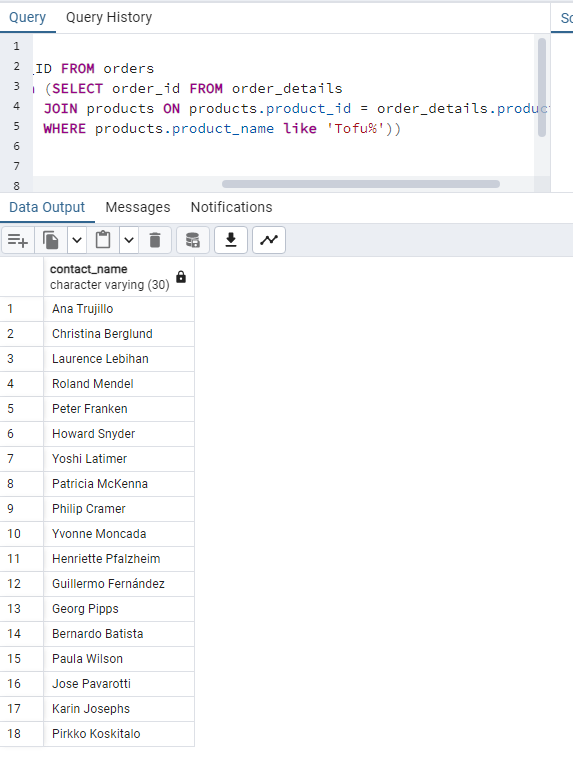 Query Query History Sc
1
2 _ID FROM orders
3 (SELECT order_id FROM order_details
4 JOIN products ON products.product_id = order_details.produc
5 WHERE products.product_name like 'Tofu%'))
6
7
8
Data Output Messages Notifications
contact_name
character varying (30)
1 Ana Trujillo
2 Christina Berglund
3 Laurence Lebihan
4 Roland Mendel
5 Peter Franken
6 Howard Snyder
7 Yoshi Latimer
8 Patricia McKenna
9 Philip Cramer
10 Yvonne Moncada
11 Henriette Pfalzheim
12 Guillermo Fernández
13 Georg Pipps
14 Bernardo Batista
15 Paula Wilson
16 Jose Pavarotti
17 Karin Josephs
18 Pirkko Koskitalo